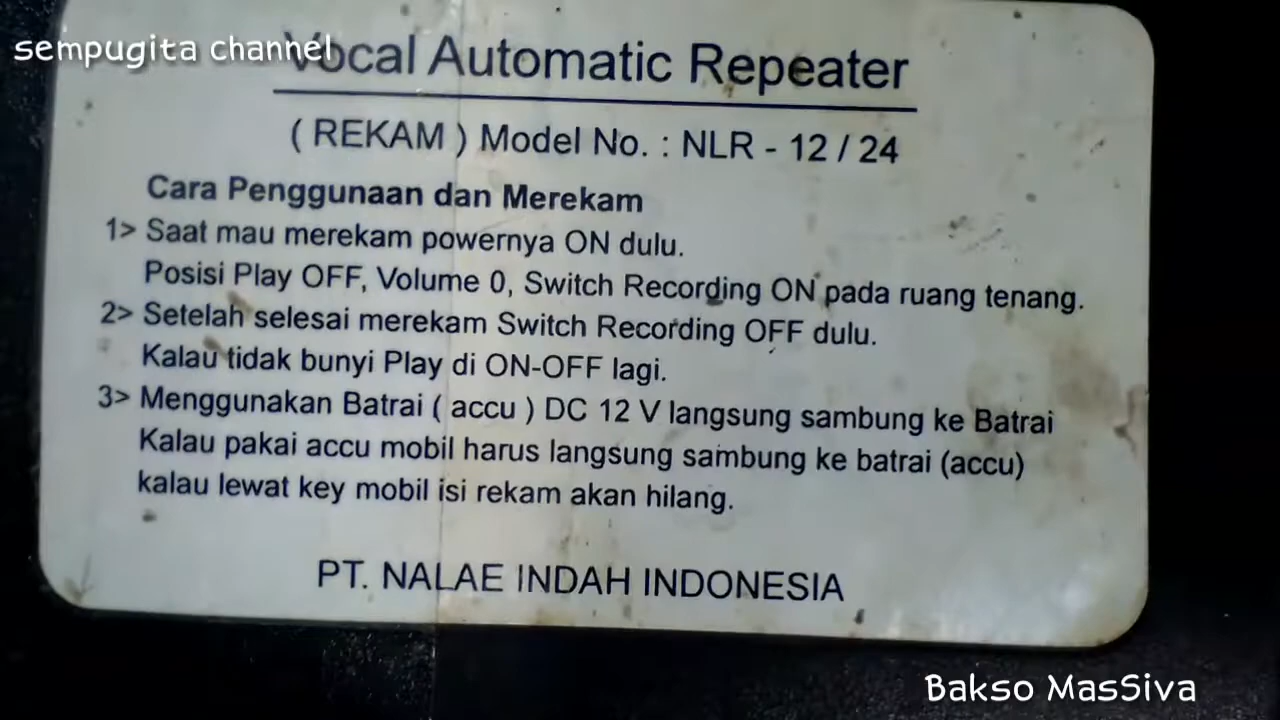 sempugita channel
Vocal Automatic Repeater
( REKAM ) Model No. : NLR - 12 / 24
Cara Penggunaan dan Merekam
1> Saat mau merekam powernya ON dulu.
Posisi Play OFF, Volume 0, Switch Recording ON pada ruang tenang.
2> Setelah selesai merekam Switch Recording OFF dulu.
Kalau tidak bunyi Play di ON-OFF lagi.
3> Menggunakan Batrai ( accu ) DC 12 V langsung sambung ke Batrai
Kalau pakai accu mobil harus langsung sambung ke batrai (accu)
kalau lewat key mobil isi rekam akan hilang.
PT. NALAE INDAH INDONESIA
Bakso MasSiva